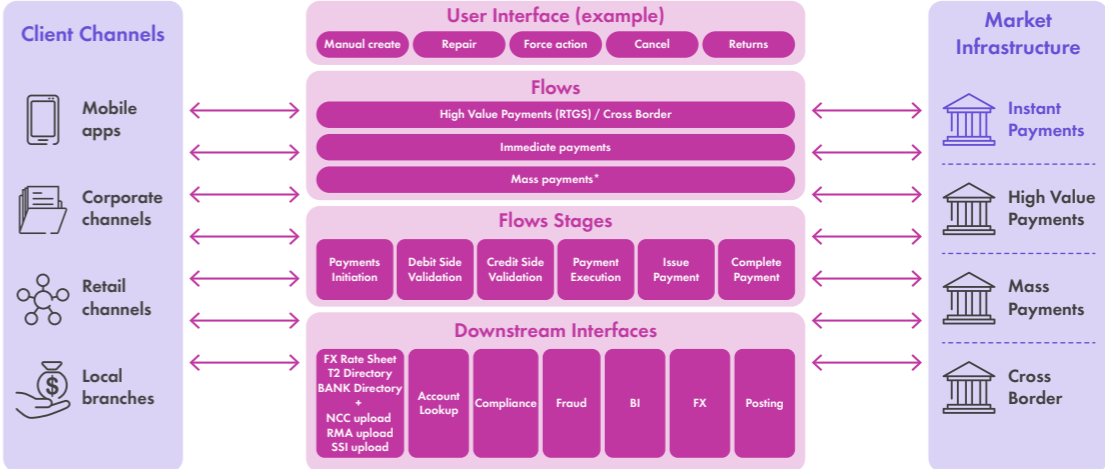 Client Channels
Mobile
apps
Corporate
channels
Retail
channels
$
Local
branches
User Interface (example)
Manual create
Repair
Force action
Cancel
Returns
Flows
High Value Payments (RTGS) / Cross Border
Immediate payments
Mass payments*
Flows Stages
Payments
Initiation
Debit Side
Validation
Credit Side
Validation
Payment
Execution
Issue
Payment
Complete
Payment
Downstream Interfaces
FX Rate Sheet
T2 Directory
BANK Directory
+
NCC upload
RMA upload
SSI upload
Account
Lookup
Compliance
Fraud
BI
FX
Posting
Market
Infrastructure
Instant
Payments
High Value
Payments
Mass
Payments
Cross
Border